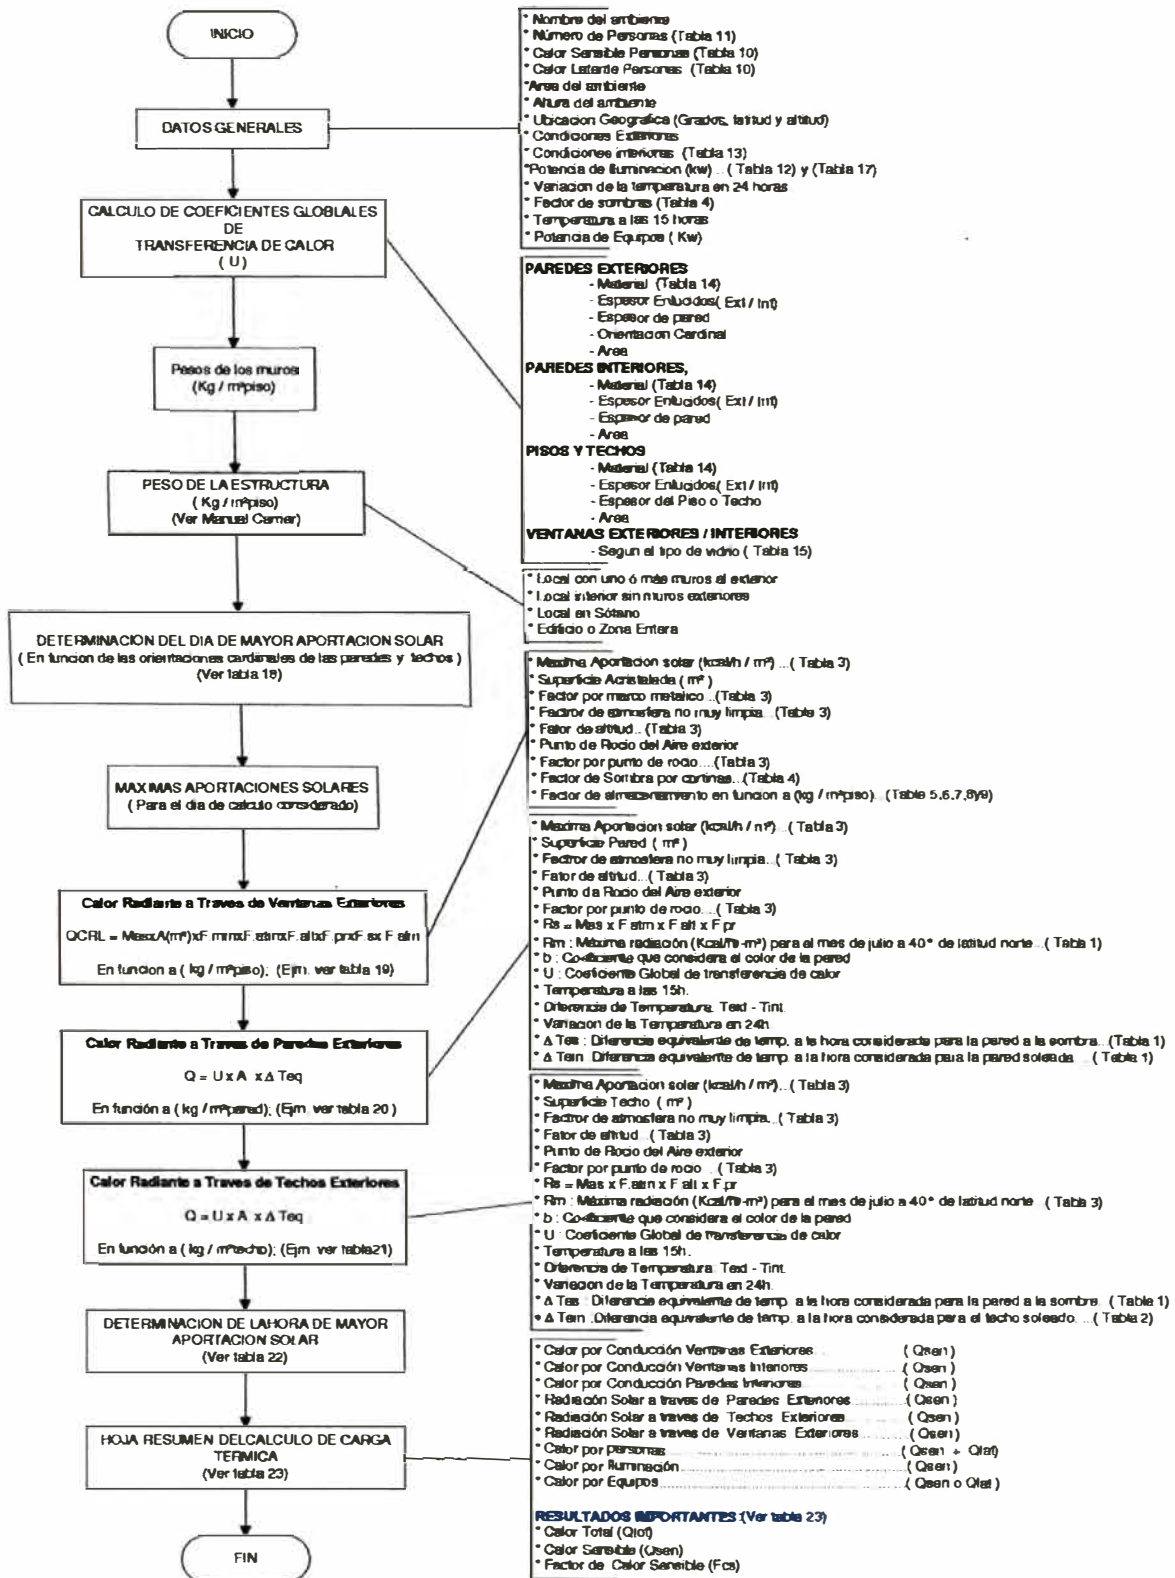 INICIO
DATOS GENERALES
CALCULO DE COEFICIENTES GLOBLALES
DE
TRANSFERENCIA DE CALOR
( U )
Pesos de los muros
(Kg / m²piso)
PESO DE LA ESTRUCTURA
( Kg / m²piso)
(Ver Manual Carrier)
DETERMINACION DEL DIA DE MAYOR APORTACION SOLAR
( En funcion de las orientaciones cardinales de las paredes y techos )
(Ver tabla 18)
MAXIMAS APORTACIONES SOLARES
( Para el dia de calculo considerado)
Calor Radiante a Traves de Ventanas Exteriores
QCRL = MasxA(m²)xF.mmxF.atmxF.altxF.prxF.sx F alm
En funcion a ( kg / m²piso); (Ejm. ver tabla 19)
Calor Radiante a Traves de Paredes Exteriores
Q = U x A x Δ Teq
En función a ( kg / m²pared); (Ejm. ver tabla 20 )
Calor Radiante a Traves de Techos Exteriores
Q = U x A x Δ Teq
En función a ( kg / m²techo); (Ejm. ver tabla21)
DETERMINACION DE LAHORA DE MAYOR
APORTACION SOLAR
(Ver tabla 22)
HOJA RESUMEN DELCALCULO DE CARGA
TERMICA
(Ver tabla 23)
FIN
* Nombre del ambiente
* Número de Personas (Tabla 11)
* Calor Sensible Personas (Tabla 10)
* Calor Latente Personas (Tabla 10)
*Area del ambiente
* Altura del ambiente
* Ubicacion Geografica (Grados, latitud y altitud)
* Condiciones Exteriores
* Condiciones interiores (Tabla 13)
*Potencia de Iluminacion (kw) ...( Tabla 12) y (Tabla 17)
* Variacion de la temperatura en 24 horas
* Factor de sombras (Tabla 4)
* Temperatura a las 15 horas
* Potencia de Equipos ( Kw)
PAREDES EXTERIORES
- Material (Tabla 14)
- Espesor Enlucidos( Ext / Int)
- Espesor de pared
- Orientacion Cardinal
- Area
PAREDES INTERIORES,
- Material (Tabla 14)
- Espesor Enlucidos( Ext / Int)
- Espesor de pared
- Area
PISOS Y TECHOS
- Material (Tabla 14)
- Espesor Enlucidos( Ext / Int)
- Espesor del Piso o Techo
- Area
VENTANAS EXTERIORES / INTERIORES
- Segun el tipo de vidrio ( Tabla 15)
* Local con uno ó más muros al exterior
* Local interior sin muros exteriores
* Local en Sótano
* Edificio o Zona Entera
* Maxima Aportacion solar (kcal/h / m²) ...( Tabla 3)
* Superficie Acristalada ( m² )
* Factor por marco metalico ...(Tabla 3)
* Factror de atmosfera no muy limpia...(Tabla 3)
* Fator de altitud.. (Tabla 3)
* Punto de Rocio del Aire exterior
* Factor por punto de rocio....(Tabla 3)
* Factor de Sombra por cortinas...(Tabla 4)
* Factor de almacenamiento en funcion a (kg / m²piso)...(Tabla 5,6,7,8y9)
* Maxima Aportacion solar (kcal/h / m²)...( Tabla 3)
* Superficie Pared ( m² )
* Factror de atmosfera no muy limpia...( Tabla 3)
* Fator de altitud...( Tabla 3)
* Punto da Rocio del Aire exterior
* Factor por punto de rocio....( Tabla 3)
* Rs = Mas x F atm x F alt x F.pr
* Rm : Máxima radiación (Kcal/h-m²) para el mes de julio a 40° de latitud norte...( Tabla 1)
* b : Co-eficiente que considera el color de la pared
* U : Coeficiente Global de transferencia de calor
* Temperatura a las 15h.
* Diferencia de Temperatura. Text - Tint.
* Variacion de la Temperatura en 24h.
* Δ Tes : Diferencia equivalente de temp. a la hora considerada para la pared a la sombra...(Tabla 1)
* Δ Tem: Diferencia equivalente de temp. a la hora considerada para la pared soleada.....( Tabla 1)
* Maxima Aportacion solar (kcal/h / m²)...( Tabla 3)
* Superficie Techo ( m² )
* Factror de atmosfera no muy limpia...( Tabla 3)
* Fator de altitud...( Tabla 3)
* Punto de Rocio del Aire exterior
* Factor por punto de rocio ...( Tabla 3)
* Rs = Mas x F.atm x F alt x F.pr
* Rm : Máxima radiación (Kcal/h-m²) para el mes de julio a 40° de latitud norte...( Tabla 3)
* b : Co-eficiente que considera el color de la pared
* U : Coeficiente Global de transferencia de calor
* Temperatura a las 15h.
* Diferencia de Temperatura: Text - Tint.
* Variacion de la Temperatura en 24h.
* Δ Tes : Diferencia equivalente de temp. a la hora considerada para la pared a la sombra...( Tabla 1)
* Δ Tem :Diferencia equivalente de temp. a la hora considerada para el techo soleado....( Tabla 2)
* Calor por Conducción Ventanas Exteriores ( Qsen )
* Calor por Conducción Ventanas Interiores ( Qsen )
* Calor por Conducción Paredes Interiores ( Qsen )
* Radiación Solar a traves de Paredes Exteriores ( Qsen )
* Radiación Solar a traves de Techos Exteriores ( Qsen )
* Radiación Solar a traves de Ventanas Exteriores ( Qsen )
* Calor por personas ( Qsen + Qlat)
* Calor por Iluminación ( Qsen )
* Calor por Equipos ( Qsen o Qlat )
RESULTADOS IMPORTANTES:(Ver tabla 23)
* Calor Total (Qtot)
* Calor Sensible (Qsen)
* Factor de Calor Sensible (Fcs)